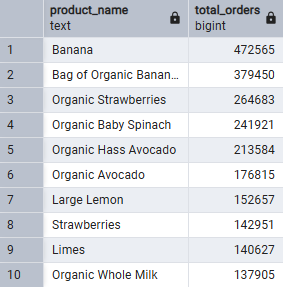 product_name total_orders
text bigint
1 Banana 472565
2 Bag of Organic Banan... 379450
3 Organic Strawberries 264683
4 Organic Baby Spinach 241921
5 Organic Hass Avocado 213584
6 Organic Avocado 176815
7 Large Lemon 152657
8 Strawberries 142951
9 Limes 140627
10 Organic Whole Milk 137905